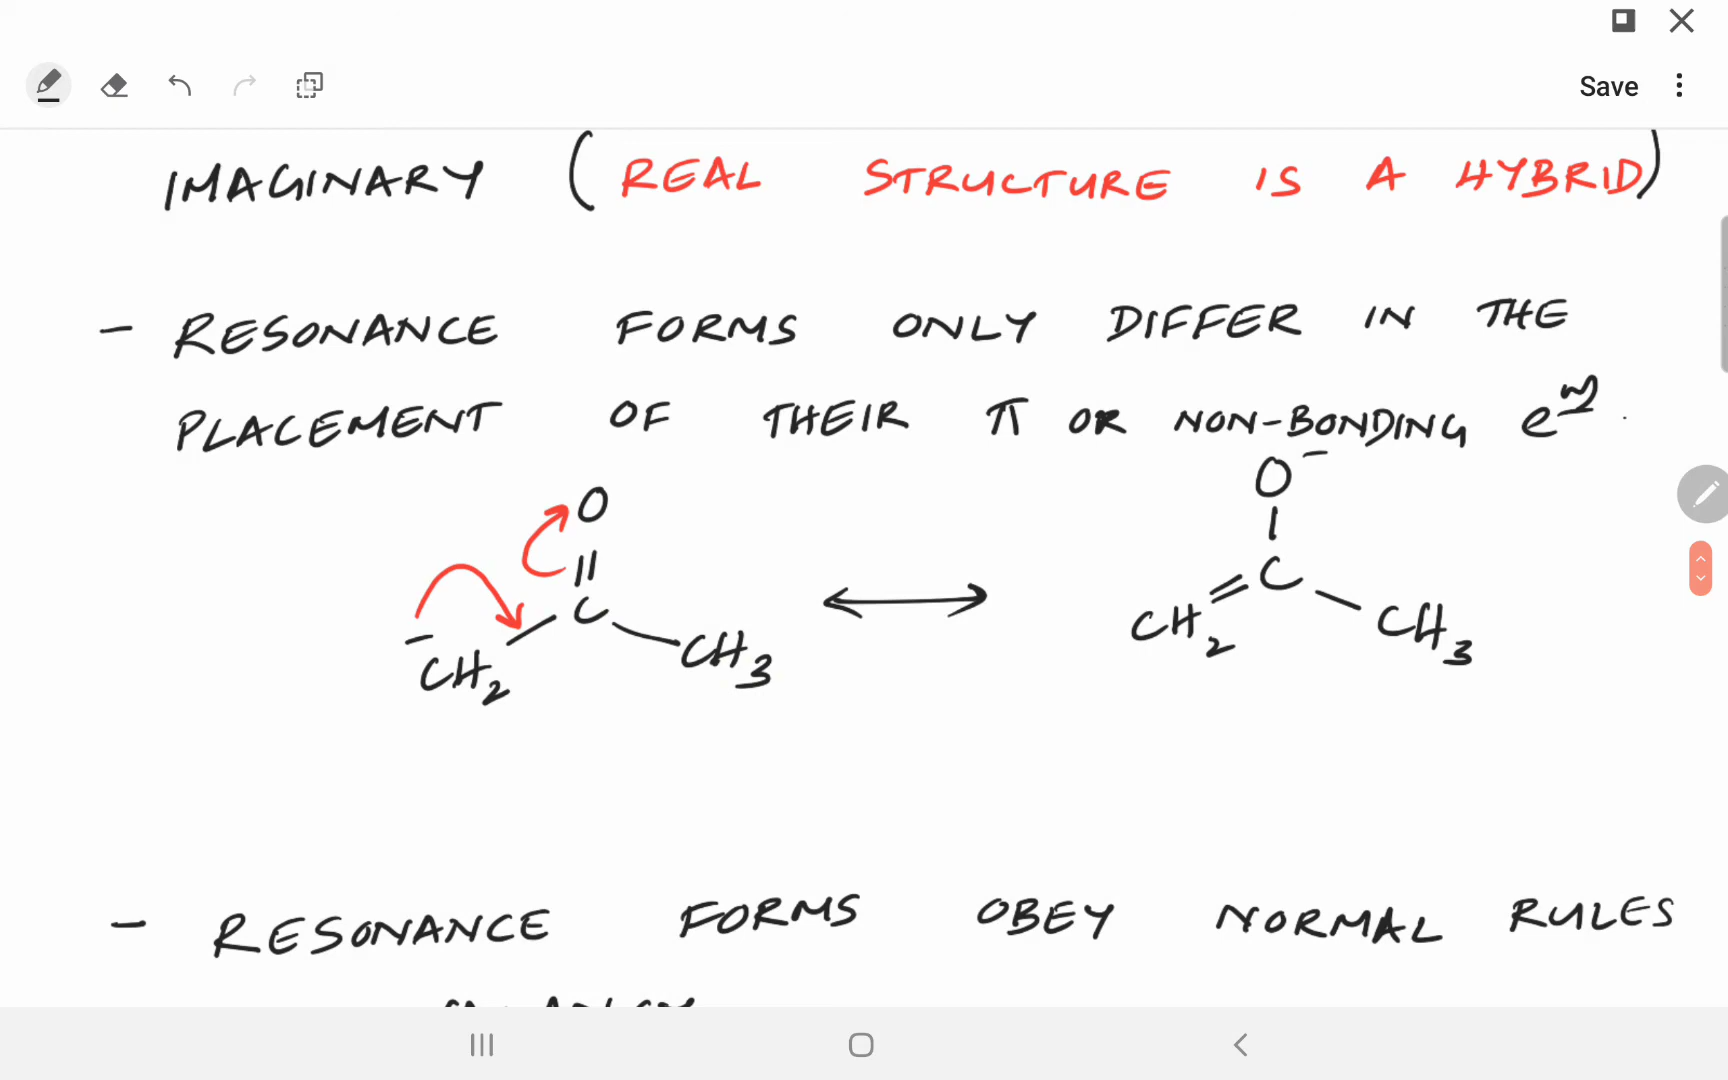 Save
IMAGINARY (REAL STRUCTURE IS A HYBRID)
- RESONANCE FORMS ONLY DIFFER IN THE
PLACEMENT OF THEIR π OR NON-BONDING e⁻ⁿˢ.
O O⁻
C C
⁻CH₂ CH₃ CH₂ CH₃
- RESONANCE FORMS OBEY NORMAL RULES